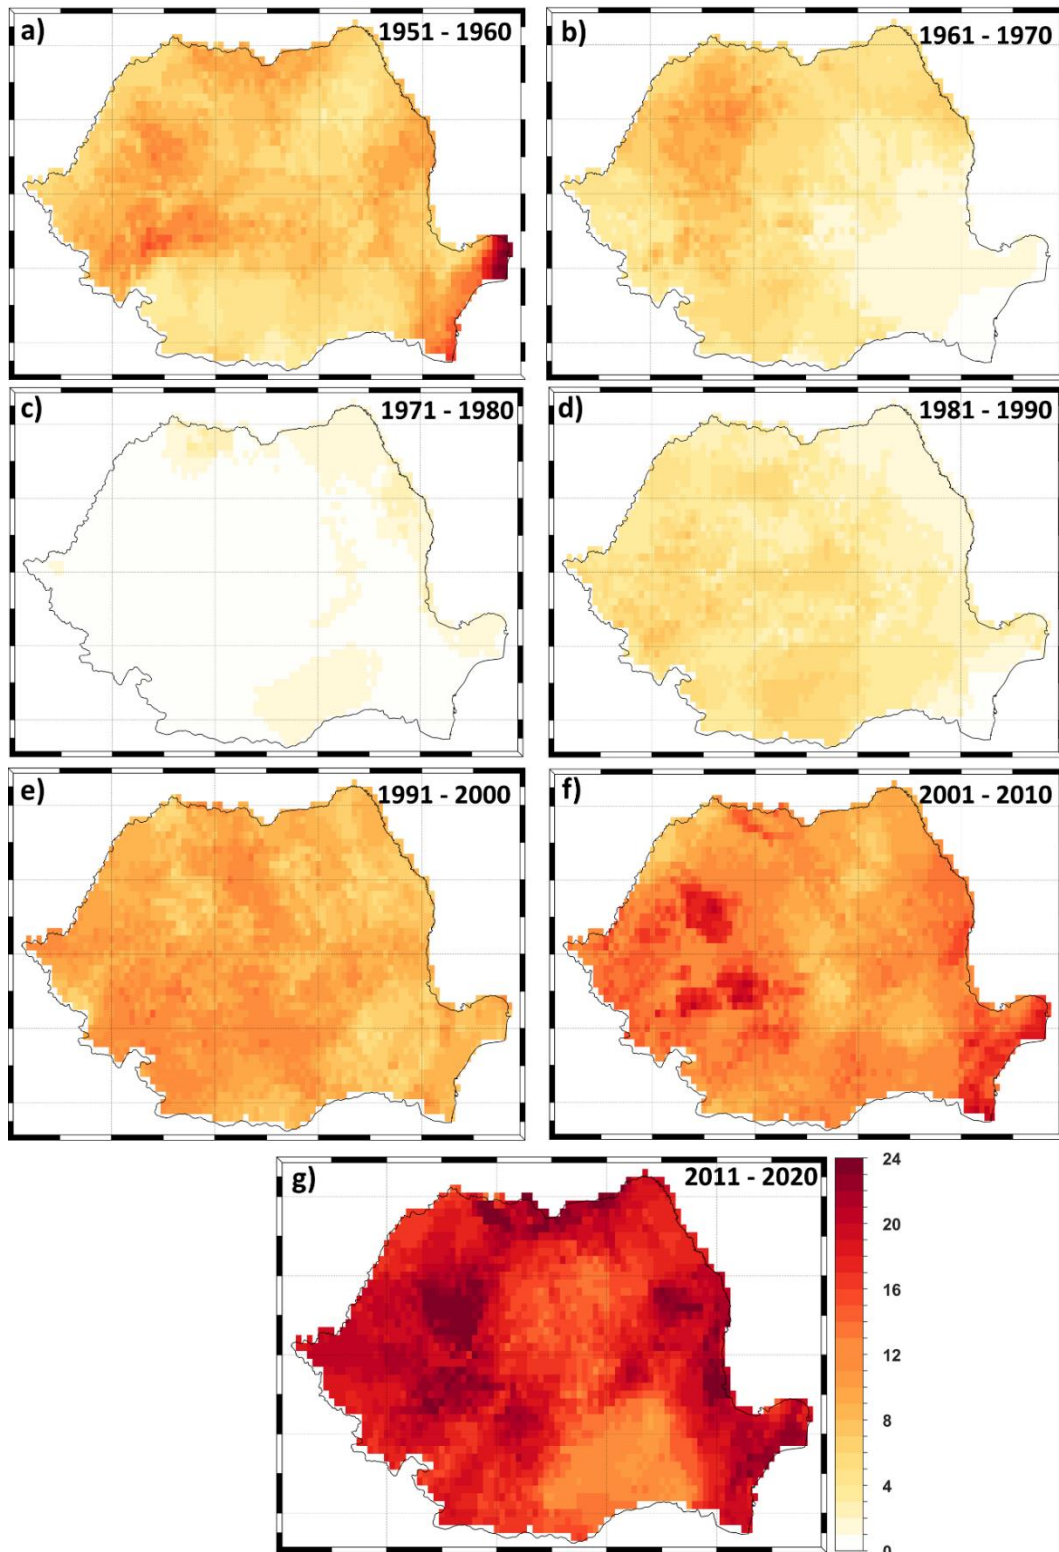 a) 1951 - 1960
b) 1961 - 1970
c) 1971 - 1980
d) 1981 - 1990
e) 1991 - 2000
f) 2001 - 2010
g) 2011 - 2020
24
20
16
12
8
4
0